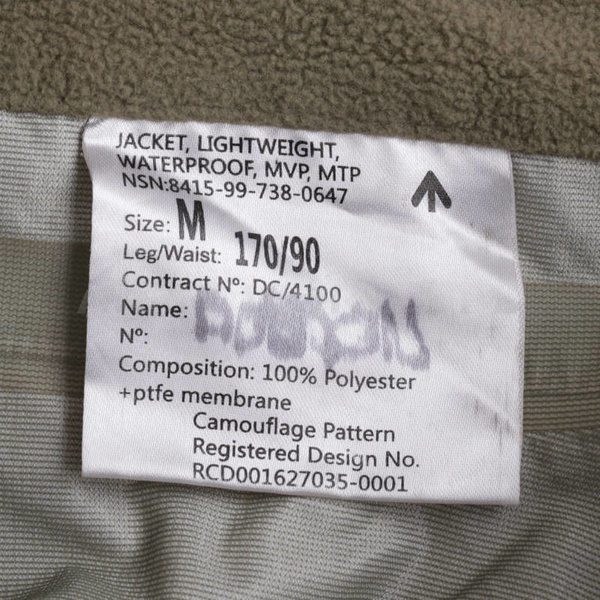 JACKET, LIGHTWEIGHT,
WATERPROOF, MVP, MTP
NSN:8415-99-738-0647
Size: M
Leg/Waist: 170/90
Contract Nº: DC/4100
Name:
Nº:
Composition: 100% Polyester
+ptfe membrane
Camouflage Pattern
Registered Design No.
RCD001627035-0001